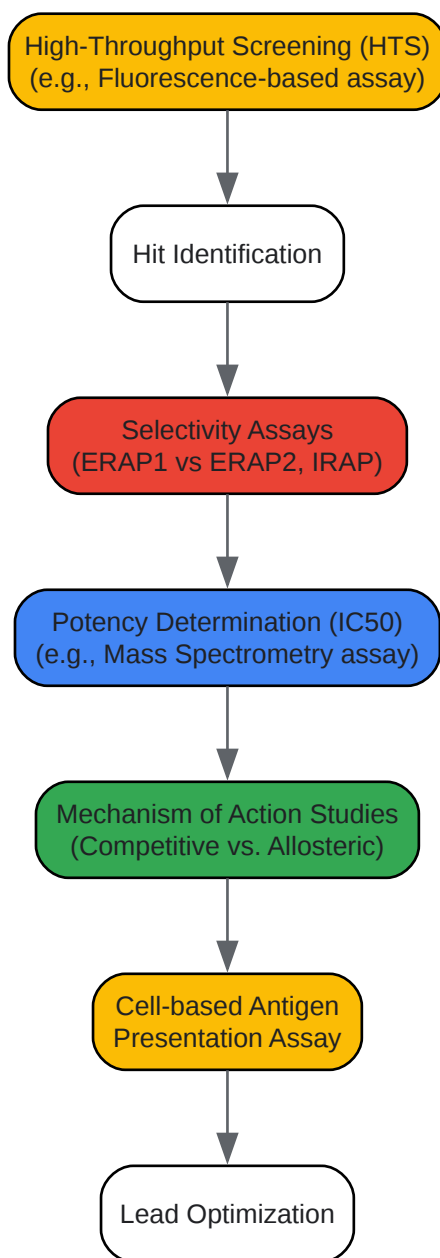 High-Throughput Screening (HTS)
(e.g., Fluorescence-based assay)
Hit Identification
Selectivity Assays
(ERAP1 vs ERAP2, IRAP)
Potency Determination (IC50)
(e.g., Mass Spectrometry assay)
Mechanism of Action Studies
(Competitive vs. Allosteric)
Cell-based Antigen
Presentation Assay
Lead Optimization